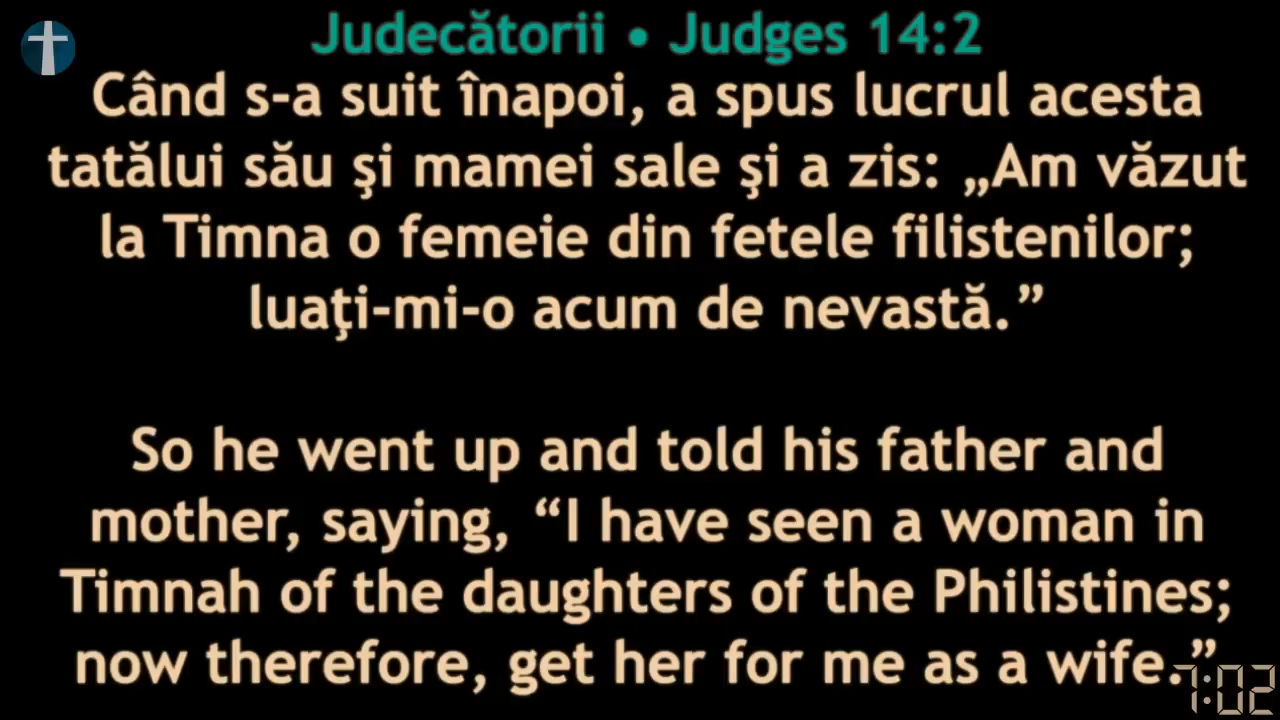 Judecătorii • Judges 14:2
Când s-a suit înapoi, a spus lucrul acesta
tatălui său şi mamei sale şi a zis: „Am văzut
la Timna o femeie din fetele filistenilor;
luaţi-mi-o acum de nevastă.”
So he went up and told his father and
mother, saying, “I have seen a woman in
Timnah of the daughters of the Philistines;
now therefore, get her for me as a wife.”
1:02